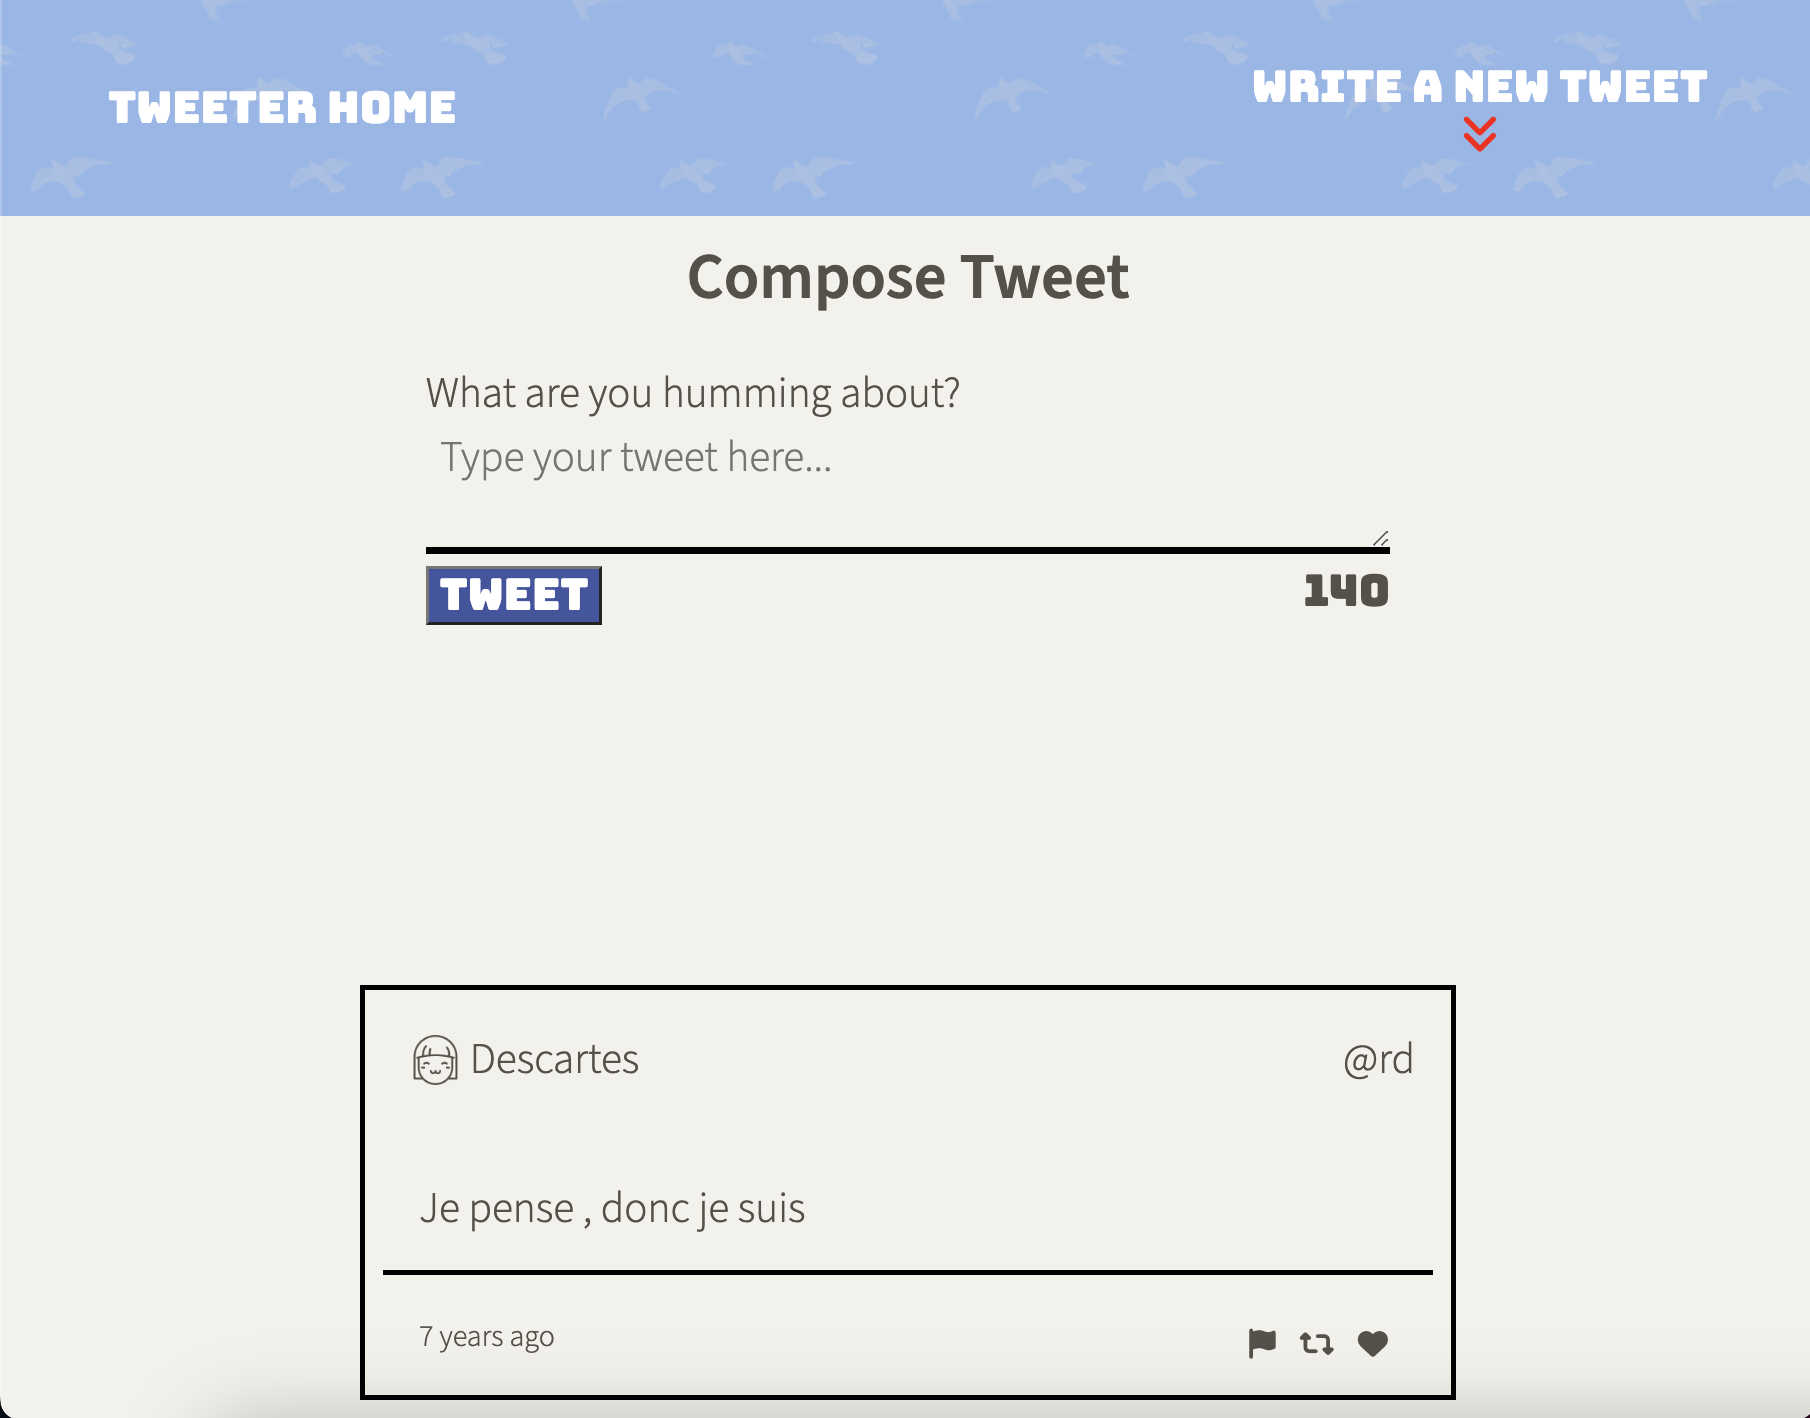 TWEETER HOME
WRITE A NEW TWEET
Compose Tweet
What are you humming about?
Type your tweet here...
TWEET
140
Descartes
@rd
Je pense , donc je suis
7 years ago